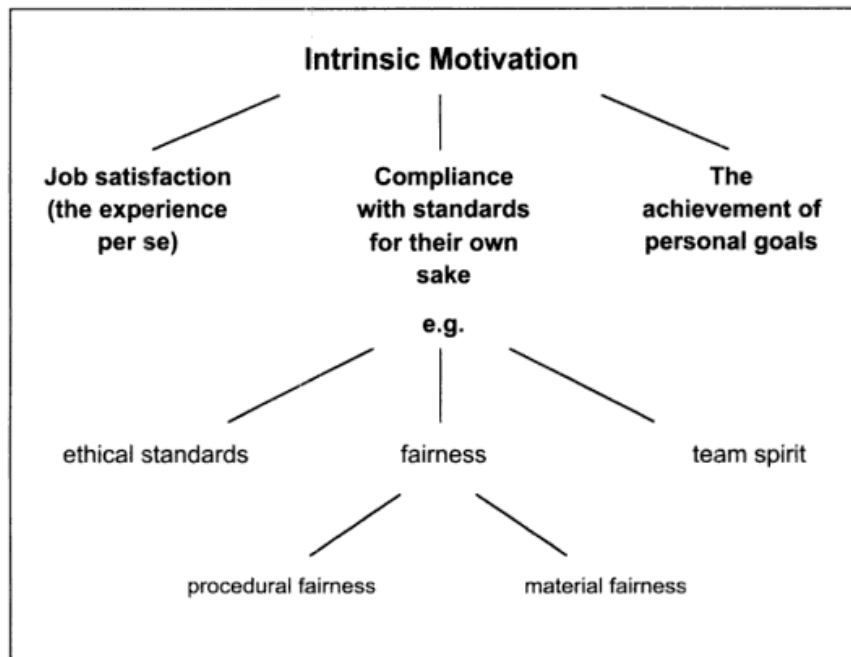 Intrinsic Motivation
Job satisfaction
(the experience
per se)
Compliance
with standards
for their own
sake
e.g.
The
achievement of
personal goals
ethical standards
fairness
team spirit
procedural fairness
material fairness